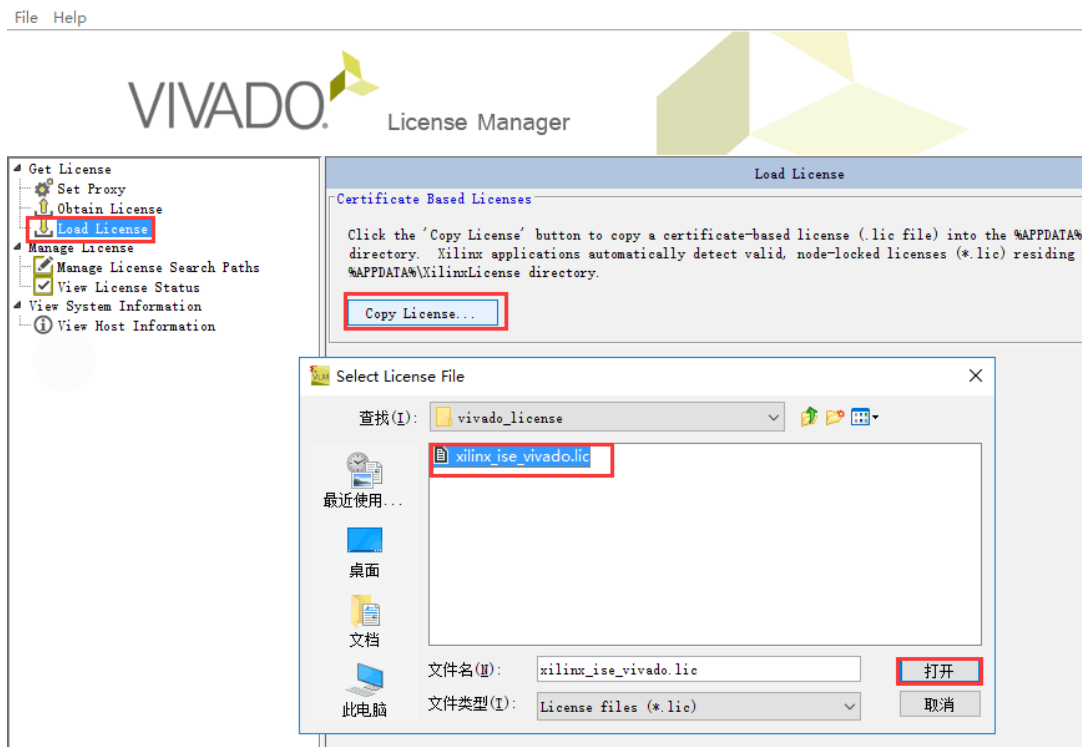 File Help
VIVADO.
License Manager
Get License
Set Proxy
Obtain License
Load License
Manage License
Manage License Search Paths
View License Status
View System Information
View Host Information
Load License
Certificate Based Licenses
Click the 'Copy License' button to copy a certificate-based license (.lic file) into the %APPDATA%
directory. Xilinx applications automatically detect valid, node-locked licenses (*.lic) residing
%APPDATA%\XilinxLicense directory.
Copy License...
VLM Select License File
查找(I): vivado_license
xilinx_ise_vivado.lic
最近使用...
桌面
文档
此电脑
文件名(N): xilinx_ise_vivado.lic 打开
文件类型(T): License files (*.lic) 取消